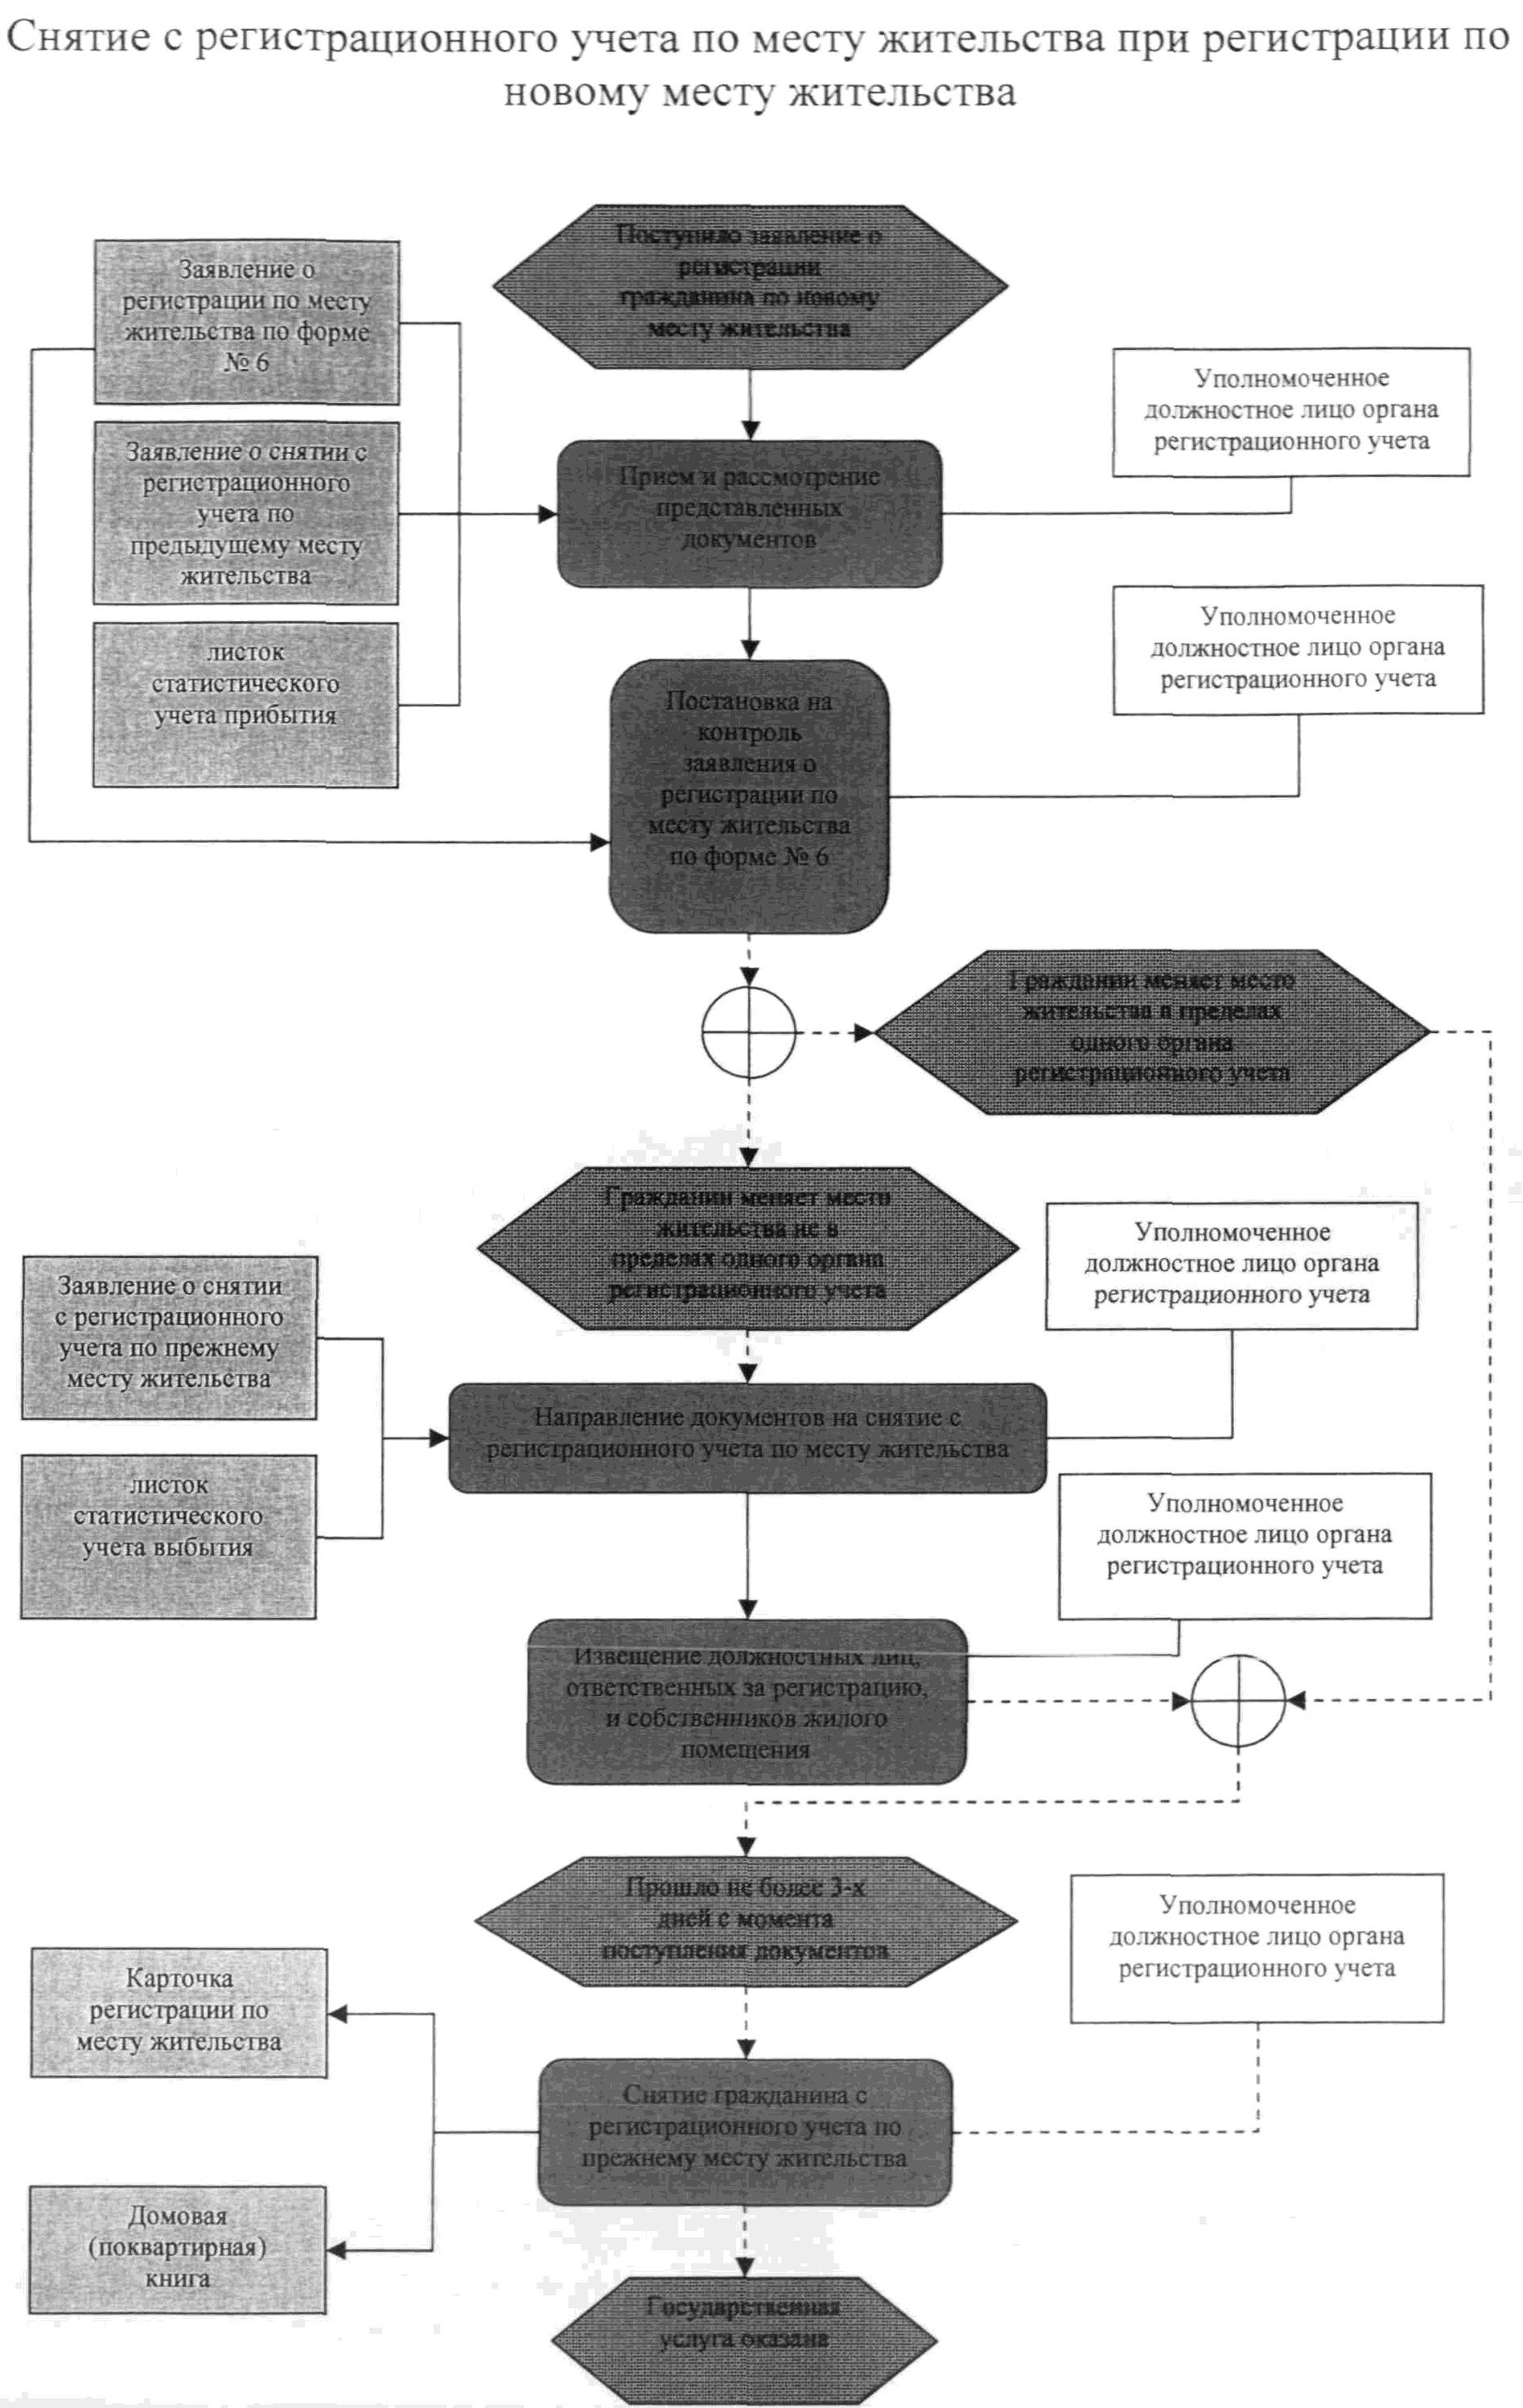 Снятие с регистрационного учета по месту жительства при регистрации по
новому месту жительства
Поступило заявление о
регистрации
гражданина по новому
месту жительства
Заявление о
регистрации по месту
жительства по форме
№ 6
Уполномоченное
должностное лицо органа
регистрационного учета
Заявление о снятии с
регистрационного
учета по
предыдущему месту
жительства
Прием и рассмотрение
представленных
документов
Уполномоченное
должностное лицо органа
регистрационного учета
листок
статистического
учета прибытия
Постановка на
контроль
заявления о
регистрации по
месту жительства
по форме № 6
Гражданин меняет место
жительства в пределах
одного органа
регистрационного учета
Гражданин меняет место
жительства не в
пределах одного органа
регистрационного учета
Уполномоченное
должностное лицо органа
регистрационного учета
Заявление о снятии
с регистрационного
учета по прежнему
месту жительства
Направление документов на снятие с
регистрационного учета по месту жительства
листок
статистического
учета выбытия
Уполномоченное
должностное лицо органа
регистрационного учета
Извещение должностных лиц,
ответственных за регистрацию,
и собственников жилого
помещения
Прошло не более 3-х
дней с момента
поступления документов
Уполномоченное
должностное лицо органа
регистрационного учета
Карточка
регистрации по
месту жительства
Снятие гражданина с
регистрационного учета по
прежнему месту жительства
Домовая
(поквартирная)
книга
Государственная
услуга оказана